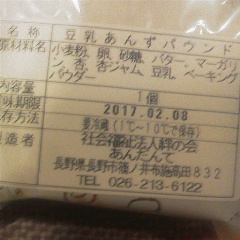 豆乳あんずパウンド
原材料名 小麦粉、卵、砂糖、バター、マーガリン、杏、杏ジャム、豆乳、ベーキングパウダー
内容量 1個
賞味期限 2017.02.08
保存方法 要冷蔵(1℃～10℃で保存)
製造者 社会福祉法人絆の会
あんだんて
長野県長野市篠ノ井布施高田832
TEL 026-213-6122